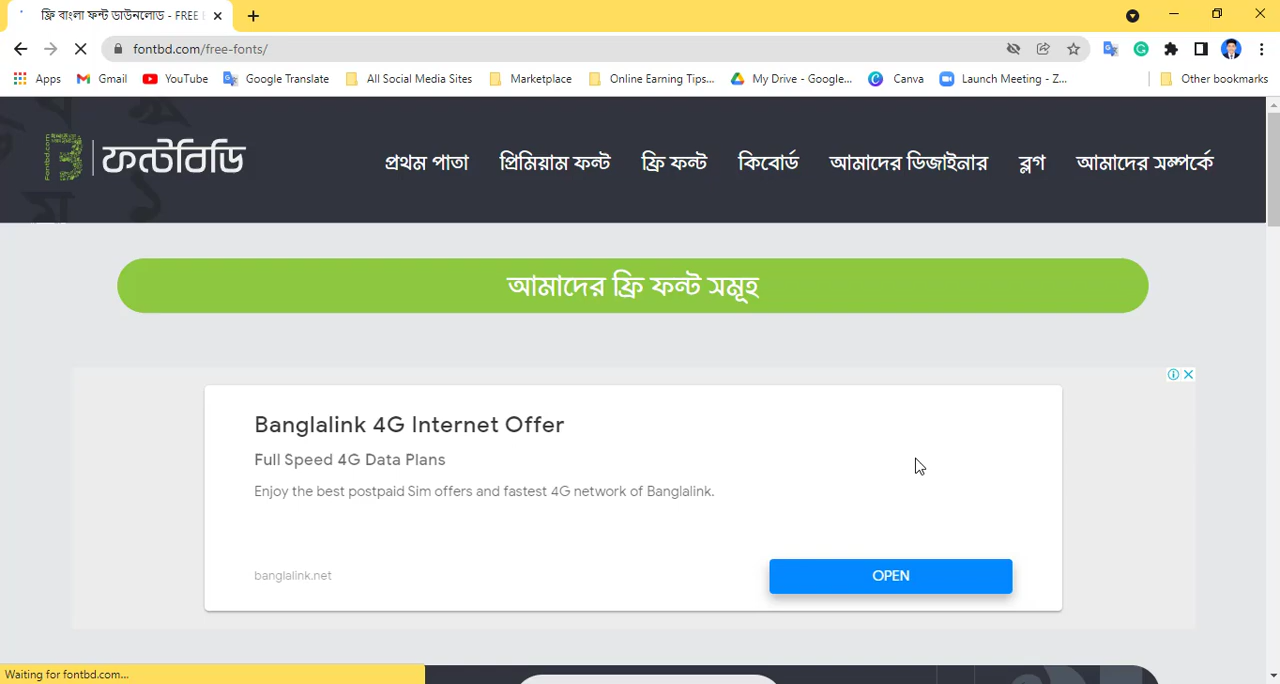 ফ্রি বাংলা ফন্ট ডাউনলোড - FREE
fontbd.com/free-fonts/
Apps Gmail YouTube Google Translate All Social Media Sites Marketplace Online Earning Tips... My Drive - Google... Canva Launch Meeting - Z... Other bookmarks
Fontbd.com ফন্টবিডি
প্রথম পাতা প্রিমিয়াম ফন্ট ফ্রি ফন্ট কিবোর্ড আমাদের ডিজাইনার ব্লগ আমাদের সম্পর্কে
আমাদের ফ্রি ফন্ট সমূহ
Banglalink 4G Internet Offer
Full Speed 4G Data Plans
Enjoy the best postpaid Sim offers and fastest 4G network of Banglalink.
banglalink.net
OPEN
Waiting for fontbd.com...